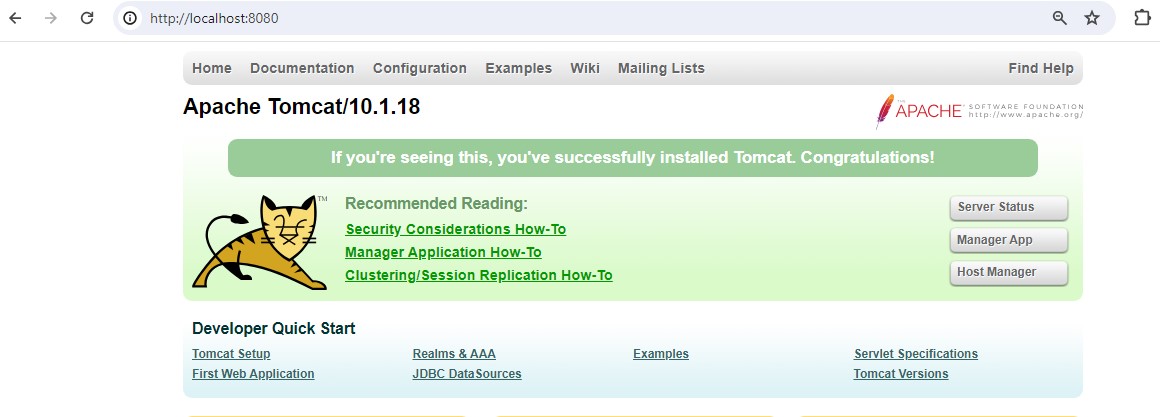 http://localhost:8080
Home Documentation Configuration Examples Wiki Mailing Lists Find Help
Apache Tomcat/10.1.18
THE
APACHE® SOFTWARE FOUNDATION
http://www.apache.org/
If you're seeing this, you've successfully installed Tomcat. Congratulations!
TM
Recommended Reading:
Security Considerations How-To
Manager Application How-To
Clustering/Session Replication How-To
Server Status
Manager App
Host Manager
Developer Quick Start
Tomcat Setup Realms & AAA Examples Servlet Specifications
First Web Application JDBC DataSources Tomcat Versions